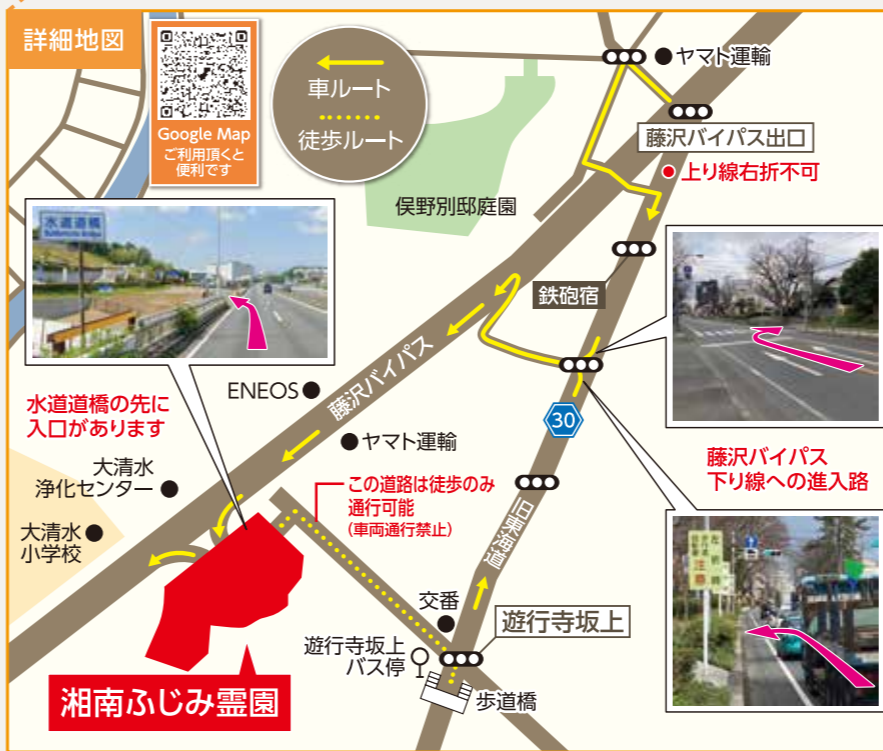 詳細地図
Google Map
ご利用頂くと
便利です
車ルート
徒歩ルート
ヤマト運輸
藤沢バイパス出口
上り線右折不可
俣野別邸庭園
水道道橋
鉄砲宿
藤沢バイパス
ENEOS
ヤマト運輸
30
水道道橋の先に
入口があります
藤沢バイパス
下り線への進入路
大清水
浄化センター
この道路は徒歩のみ
通行可能
(車両通行禁止)
大清水
小学校
旧東海道
交番
遊行寺坂上
遊行寺坂上
バス停
歩道橋
湘南ふじみ霊園